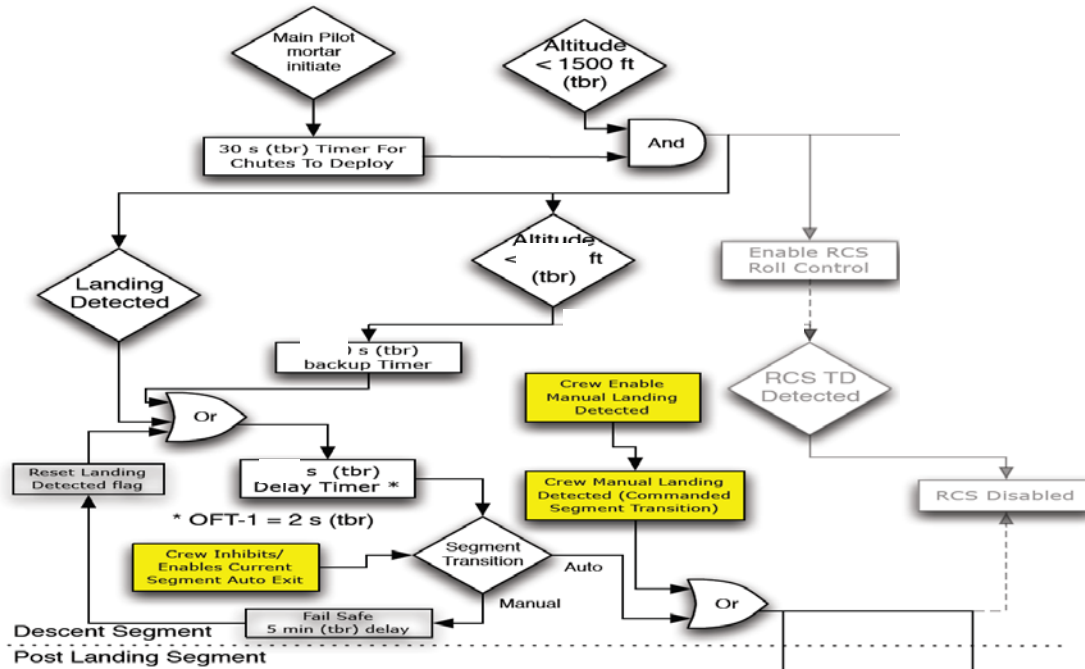 Main Pilot
mortar
initiate
Altitude
< 1500 ft
(tbr)
30 s (tbr) Timer For
Chutes To Deploy
And
Landing
Detected
Altitude
< ft
(tbr)
Enable RCS
Roll Control
s (tbr)
backup Timer
RCS TD
Detected
Crew Enable
Manual Landing
Detected
Or
Reset Landing
Detected flag
s (tbr)
Delay Timer *
Crew Manual Landing
Detected (Commanded
Segment Transition)
RCS Disabled
* OFT-1 = 2 s (tbr)
Crew Inhibits/
Enables Current
Segment Auto Exit
Segment
Transition
Auto
Manual
Or
Fail Safe
5 min (tbr) delay
Descent Segment
Post Landing Segment